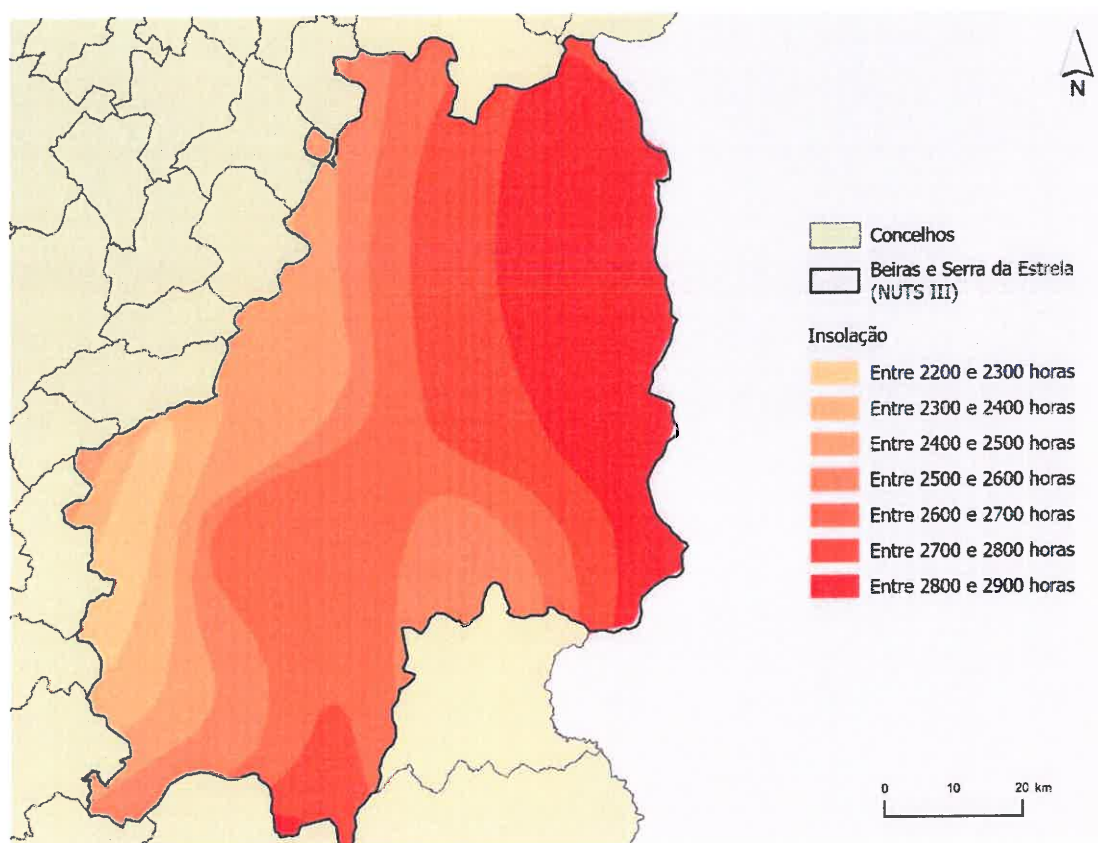 N
Concelhos
Beiras e Serra da Estrela
(NUTS III)
Insolação
Entre 2200 e 2300 horas
Entre 2300 e 2400 horas
Entre 2400 e 2500 horas
Entre 2500 e 2600 horas
Entre 2600 e 2700 horas
Entre 2700 e 2800 horas
Entre 2800 e 2900 horas
0 10 20 km